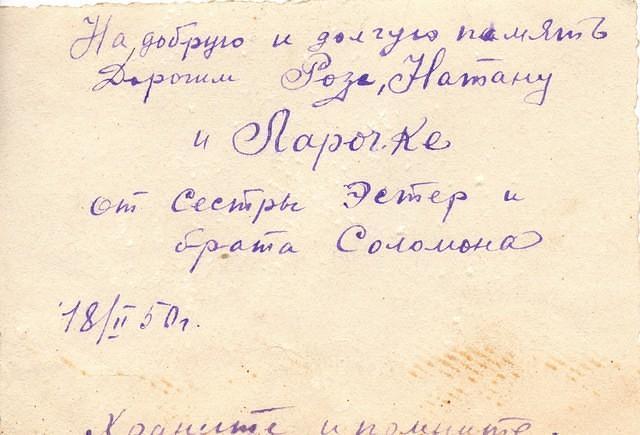 На добрую и долгую память
Дорогим Розе, Натану
и Ларочке
от Сестры Эстер и
брата Соломона
18/II 50г.
Храните и помните.